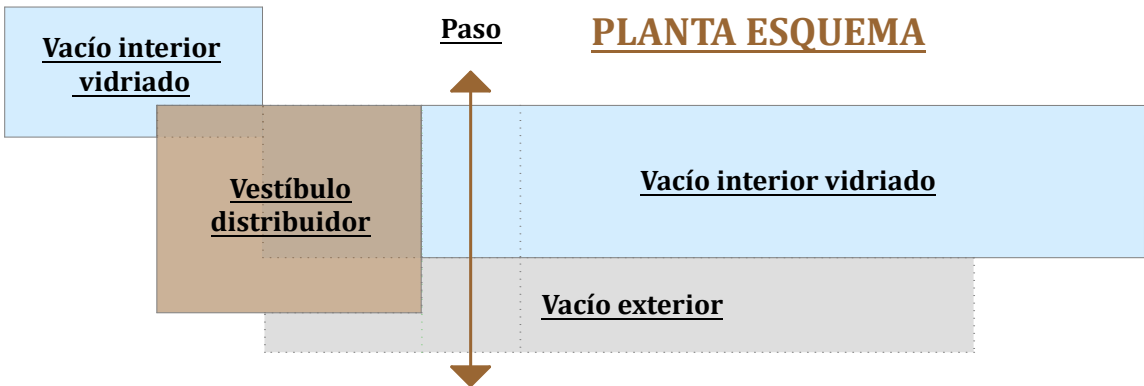 PLANTA ESQUEMA
Paso
Vacío interior
vidriado
Vestíbulo
distribuidor
Vacío interior vidriado
Vacío exterior